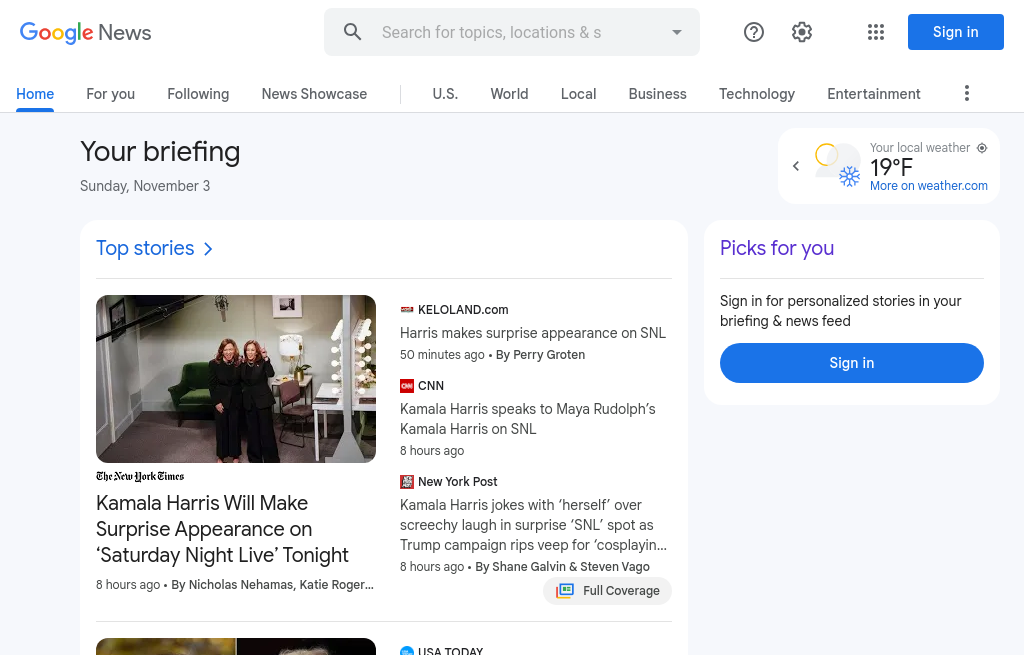 Google News
Search for topics, locations & s
Sign in
Home
For you
Following
News Showcase
U.S.
World
Local
Business
Technology
Entertainment
Your briefing
Sunday, November 3
Your local weather
19°F
More on weather.com
Top stories
The New York Times
Kamala Harris Will Make
Surprise Appearance on
‘Saturday Night Live’ Tonight
8 hours ago • By Nicholas Nehamas, Katie Roger...
KELOLAND.com
Harris makes surprise appearance on SNL
50 minutes ago • By Perry Groten
CNN
Kamala Harris speaks to Maya Rudolph’s
Kamala Harris on SNL
8 hours ago
New York Post
Kamala Harris jokes with ‘herself’ over
screechy laugh in surprise ‘SNL’ spot as
Trump campaign rips veep for ‘cosplayin...
8 hours ago • By Shane Galvin & Steven Vago
Full Coverage
USA TODAY
Picks for you
Sign in for personalized stories in your
briefing & news feed
Sign in